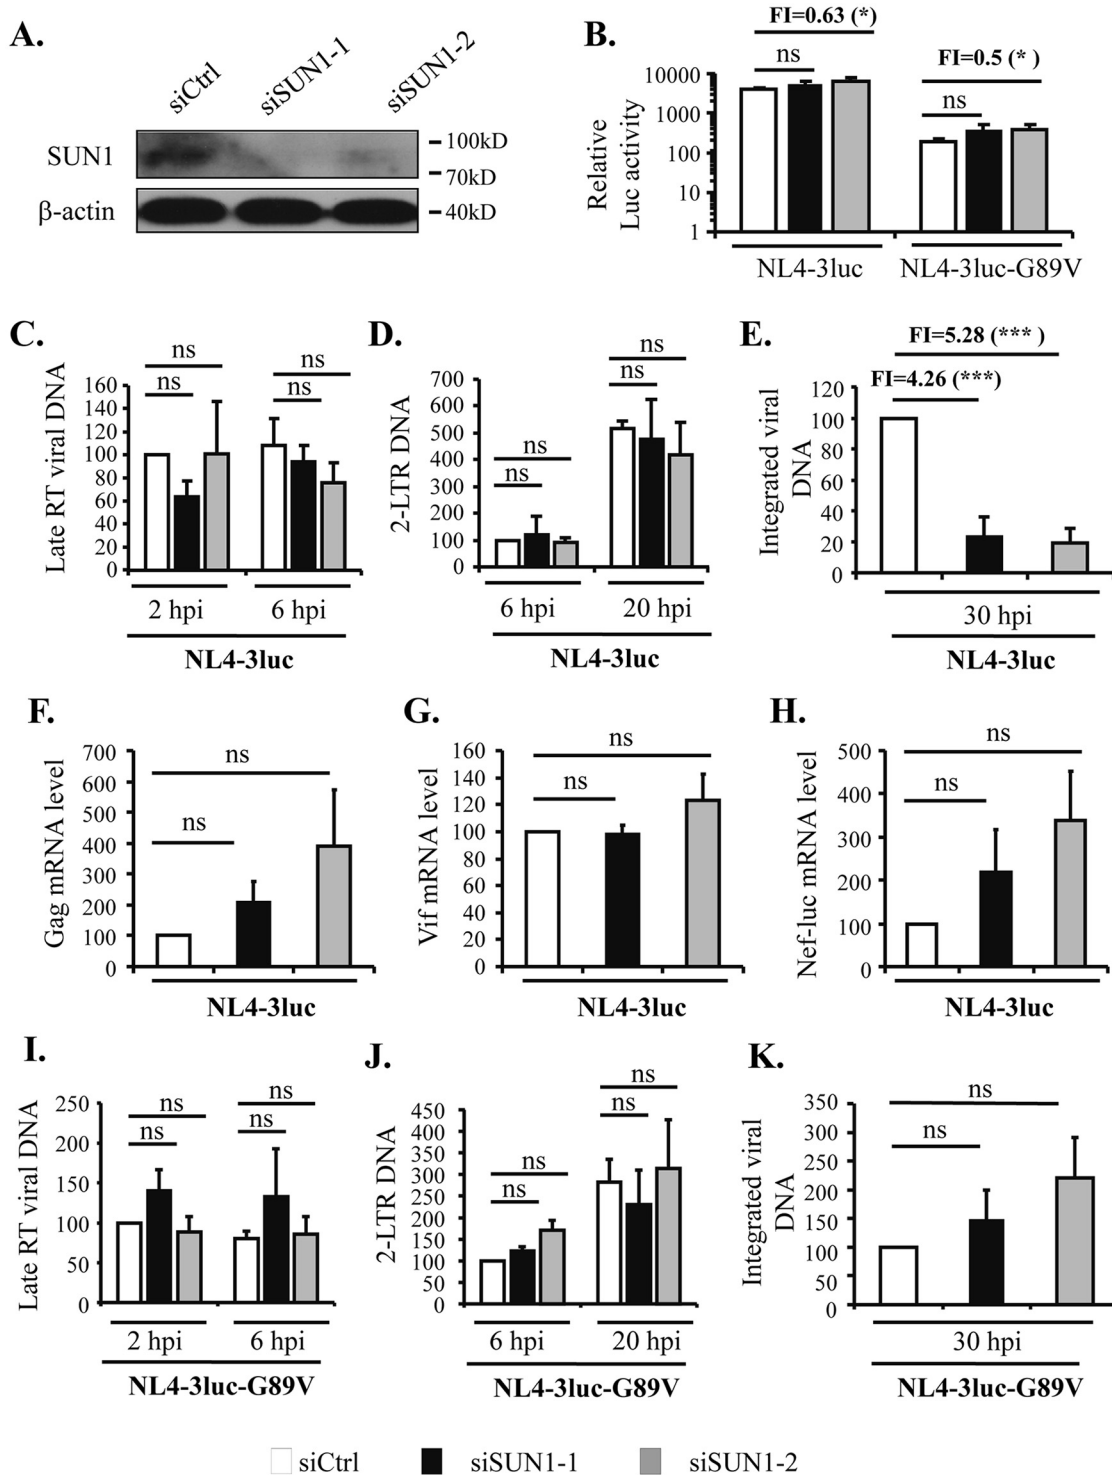 A.
siCtrl
siSUN1-1
siSUN1-2
SUN1
100kD
70kD
β-actin
40kD
B.
FI=0.63 (*)
ns
FI=0.5 (* )
ns
Relative
Luc activity
10000
1000
100
10
1
NL4-3luc
NL4-3luc-G89V
C.
ns
ns
ns
ns
Late RT viral DNA
160
140
120
100
80
60
40
20
0
2 hpi
6 hpi
NL4-3luc
D.
ns
ns
ns
ns
2-LTR DNA
700
600
500
400
300
200
100
0
6 hpi
20 hpi
NL4-3luc
E.
FI=5.28 (*** )
FI=4.26 (***)
Integrated viral
DNA
120
100
80
60
40
20
0
30 hpi
NL4-3luc
F.
ns
ns
Gag mRNA level
700
600
500
400
300
200
100
0
NL4-3luc
G.
ns
ns
Vif mRNA level
160
140
120
100
80
60
40
20
0
NL4-3luc
H.
ns
ns
Nef-luc mRNA level
500
400
300
200
100
0
NL4-3luc
I.
ns
ns
ns
ns
Late RT viral DNA
250
200
150
100
50
0
2 hpi
6 hpi
NL4-3luc-G89V
J.
ns
ns
ns
ns
2-LTR DNA
450
400
350
300
250
200
150
100
50
0
6 hpi
20 hpi
NL4-3luc-G89V
K.
ns
ns
Integrated viral
DNA
350
300
250
200
150
100
50
0
30 hpi
NL4-3luc-G89V
siCtrl
siSUN1-1
siSUN1-2